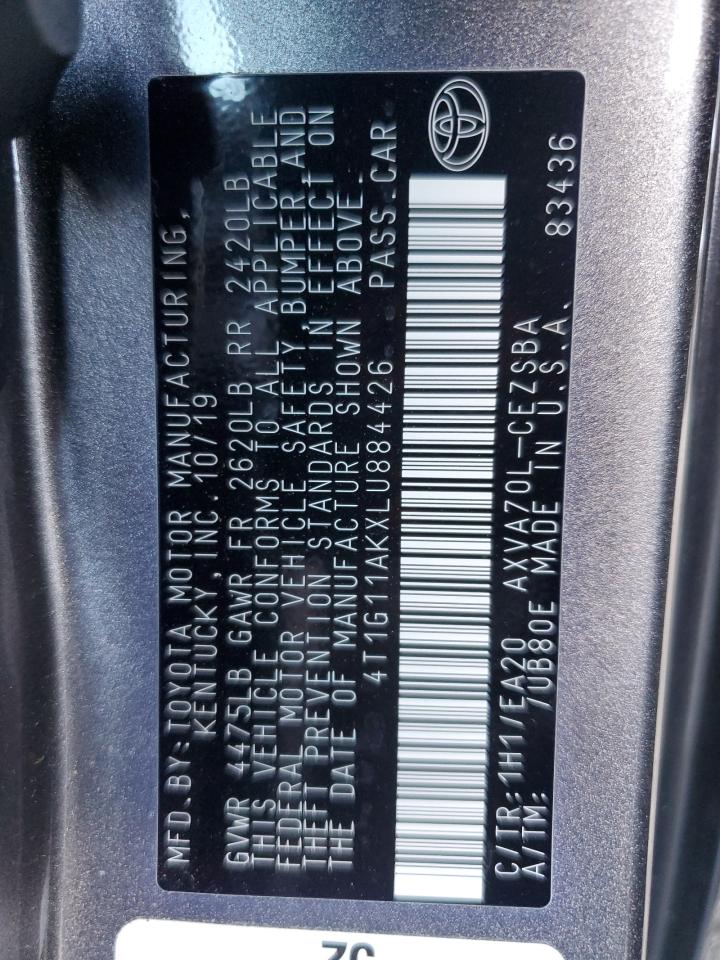 MFD.BY:TOYOTA MOTOR MANUFACTURING,
KENTUCKY,INC.10/19
GVWR 4475LB GAWR FR 2620LB RR 2420LB
THIS VEHICLE CONFORMS TO ALL APPLICABLE
FEDERAL MOTOR VEHICLE SAFETY,BUMPER,AND
THEFT PREVENTION STANDARDS IN EFFECT ON
THE DATE OF MANUFACTURE SHOWN ABOVE.
4T1G11AKXLU884426 PASS.CAR
C/TR:1H1/EA20 AXVA70L-CEZSBA
A/TM: /UB80E MADE IN U.S.A. 83436